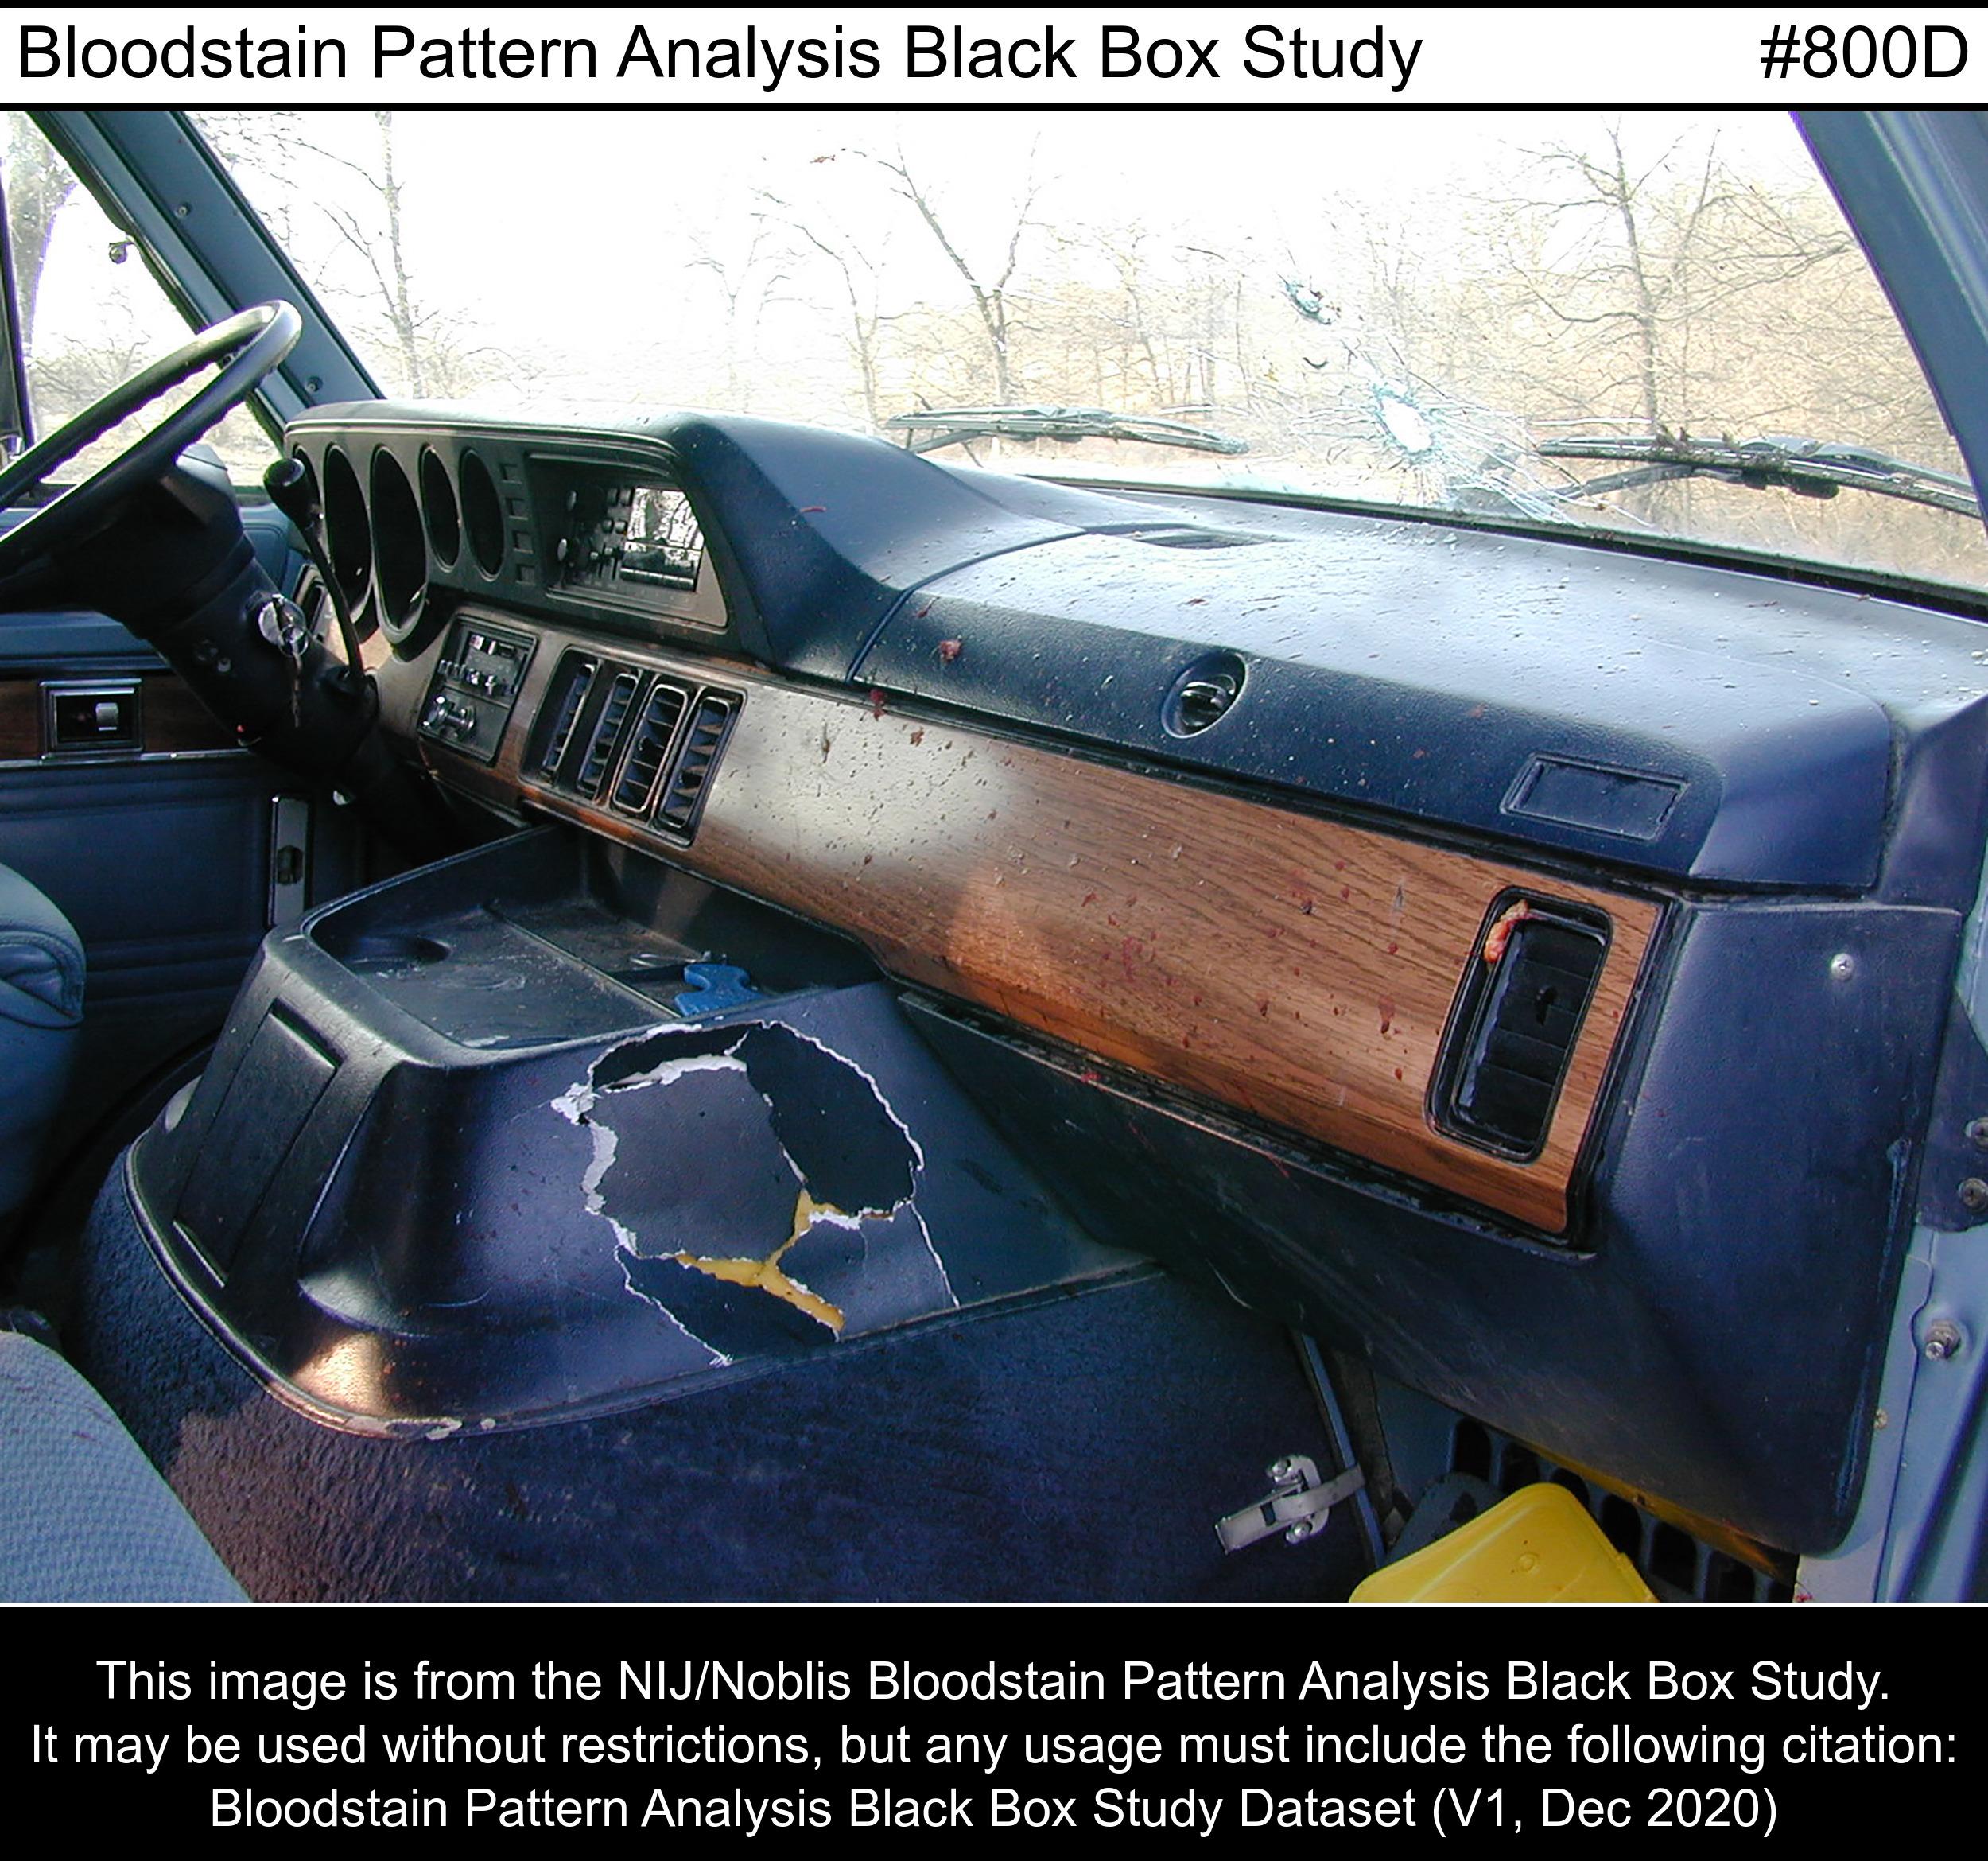 Bloodstain Pattern Analysis Black Box Study #800D
This image is from the NIJ/Noblis Bloodstain Pattern Analysis Black Box Study.
It may be used without restrictions, but any usage must include the following citation:
Bloodstain Pattern Analysis Black Box Study Dataset (V1, Dec 2020)